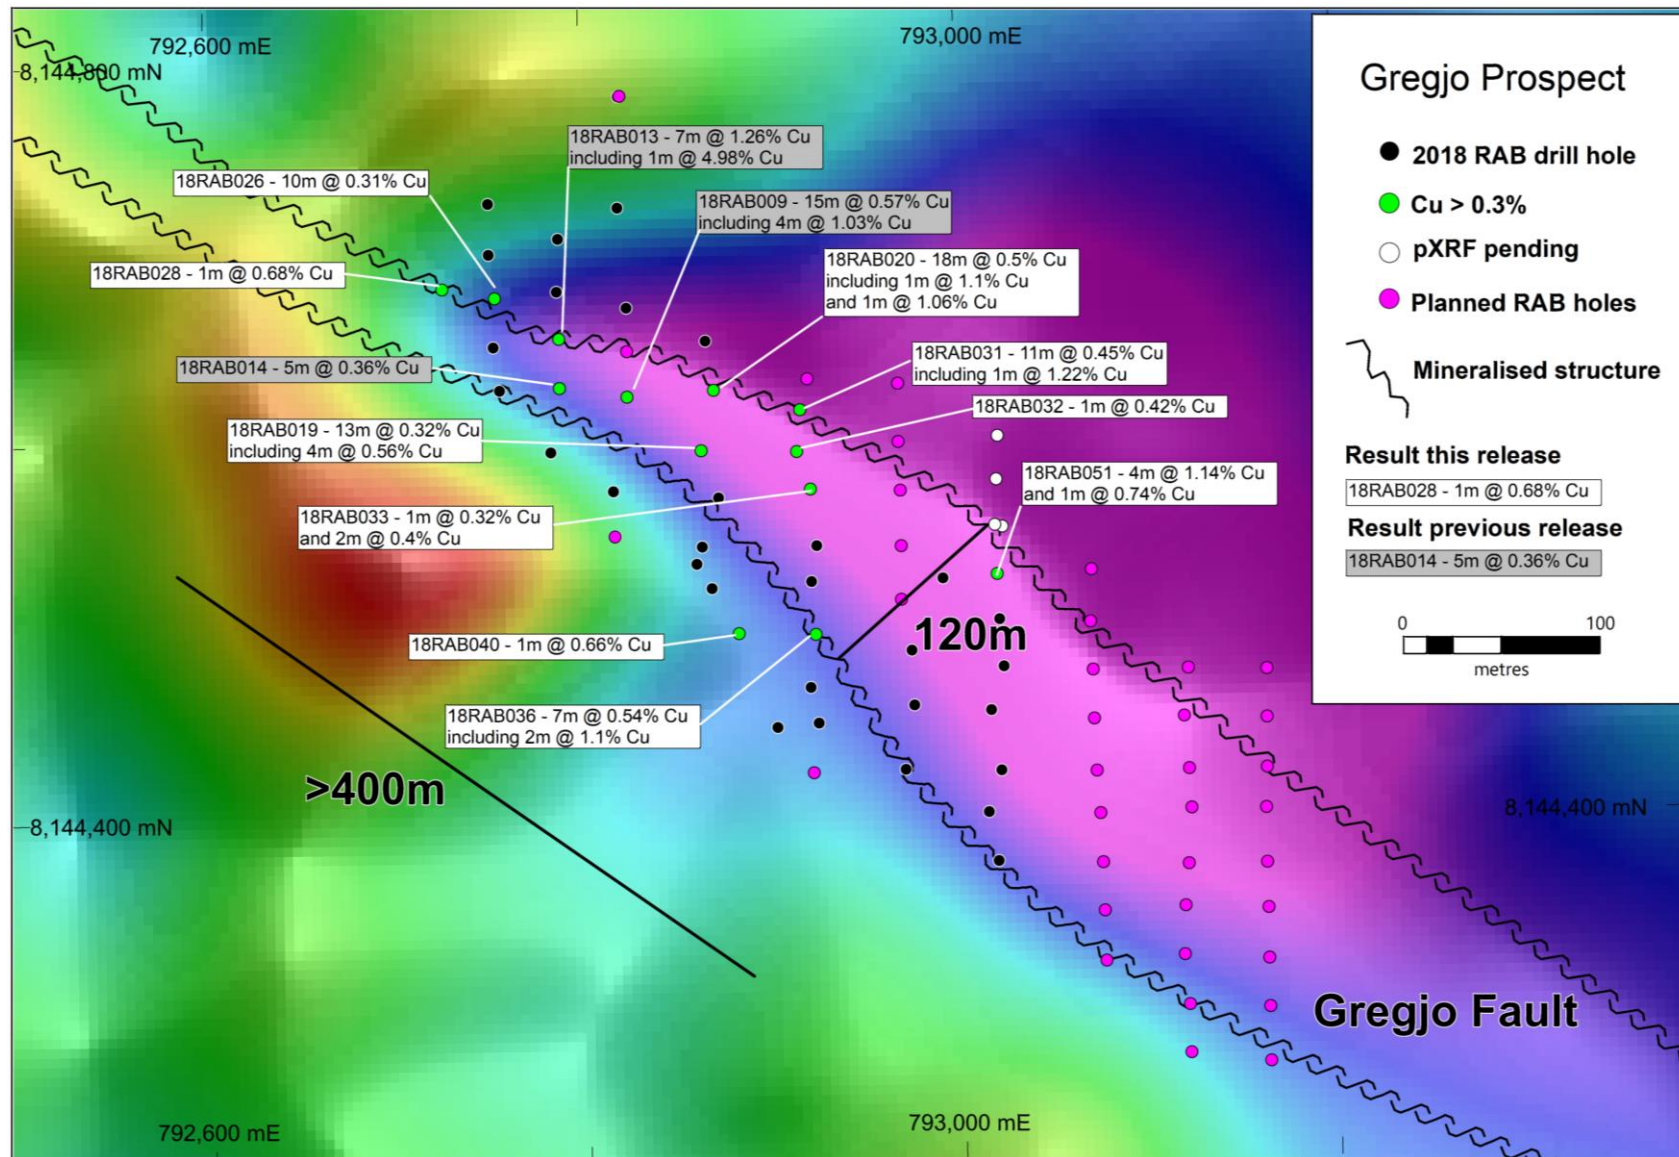 792,600 mE
793,000 mE
8,144,800 mN
18RAB013 - 7m @ 1.26% Cu
including 1m @ 4.98% Cu
18RAB026 - 10m @ 0.31% Cu
18RAB009 - 15m @ 0.57% Cu
including 4m @ 1.03% Cu
18RAB028 - 1m @ 0.68% Cu
18RAB020 - 18m @ 0.5% Cu
including 1m @ 1.1% Cu
and 1m @ 1.06% Cu
18RAB014 - 5m @ 0.36% Cu
18RAB031 - 11m @ 0.45% Cu
including 1m @ 1.22% Cu
18RAB032 - 1m @ 0.42% Cu
18RAB019 - 13m @ 0.32% Cu
including 4m @ 0.56% Cu
18RAB051 - 4m @ 1.14% Cu
and 1m @ 0.74% Cu
18RAB033 - 1m @ 0.32% Cu
and 2m @ 0.4% Cu
120m
18RAB040 - 1m @ 0.66% Cu
18RAB036 - 7m @ 0.54% Cu
including 2m @ 1.1% Cu
>400m
8,144,400 mN
8,144,400 mN
Gregjo Fault
792,600 mE
793,000 mE
Gregjo Prospect
2018 RAB drill hole
Cu > 0.3%
pXRF pending
Planned RAB holes
Mineralised structure
Result this release
18RAB028 - 1m @ 0.68% Cu
Result previous release
18RAB014 - 5m @ 0.36% Cu
0 100
metres